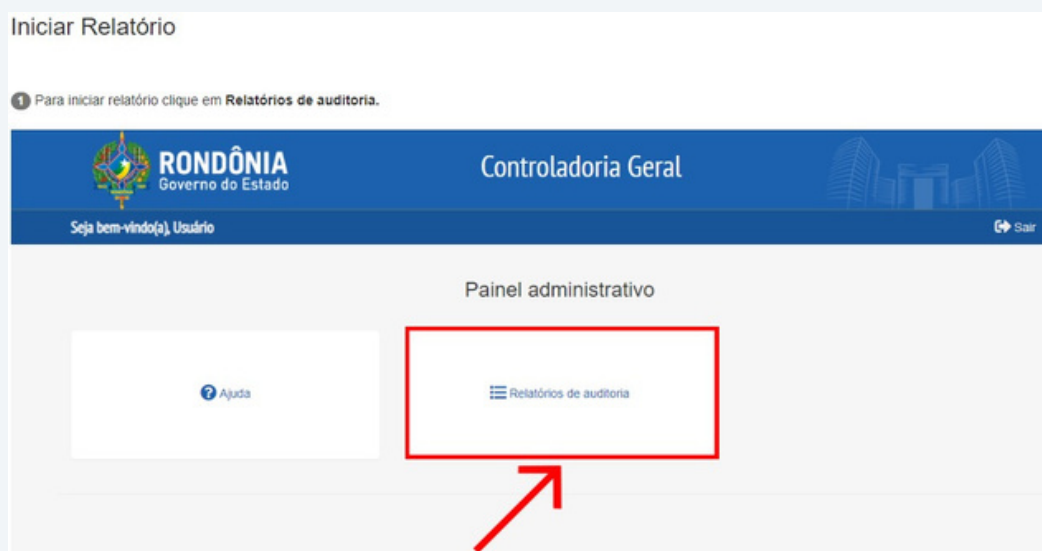 Iniciar Relatório
1 Para iniciar relatório clique em Relatórios de auditoria.
RONDÔNIA
Governo do Estado
Controladoria Geral
Seja bem-vindo(a), Usuário
Sair
Painel administrativo
Ajuda
Relatórios de auditoria